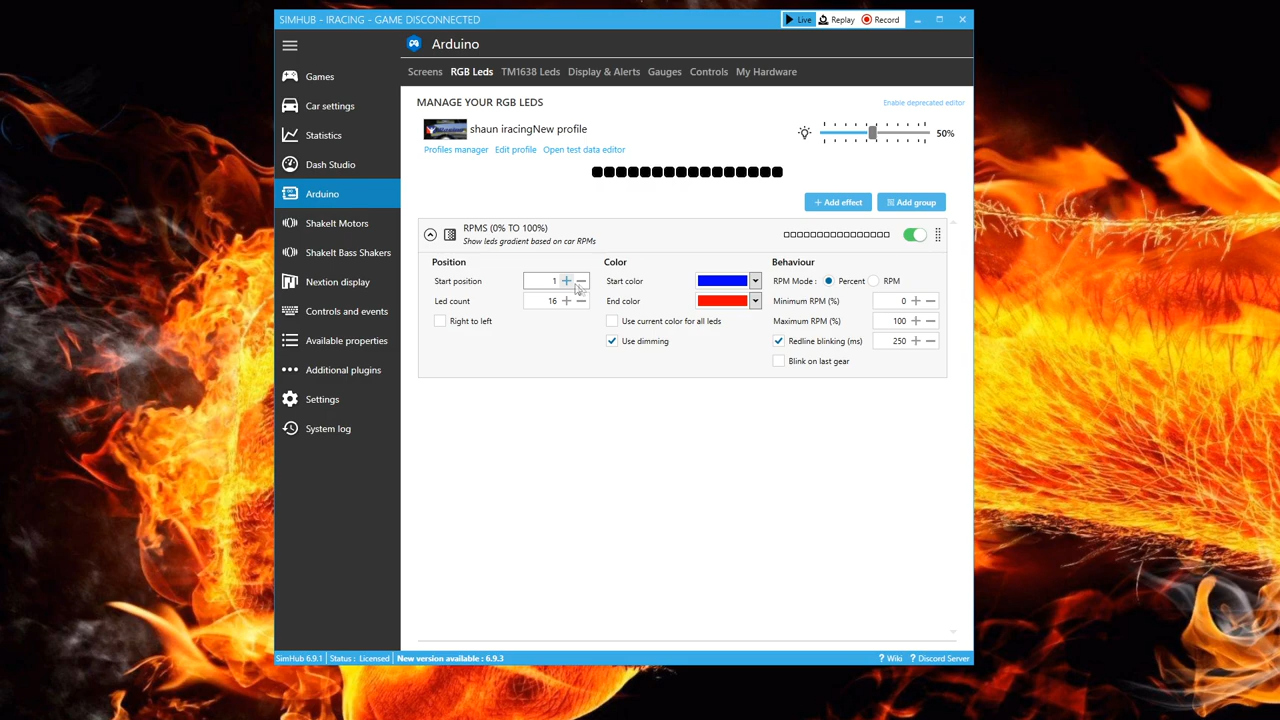 SIMHUB - IRACING - GAME DISCONNECTED
Live
Replay
Record
Arduino
Games
Car settings
Statistics
Dash Studio
Arduino
ShakeIt Motors
ShakeIt Bass Shakers
Nextion display
Controls and events
Available properties
Additional plugins
Settings
System log
Screens
RGB Leds
TM1638 Leds
Display & Alerts
Gauges
Controls
My Hardware
MANAGE YOUR RGB LEDS
Enable deprecated editor
shaun iracingNew profile
50%
Profiles manager
Edit profile
Open test data editor
+ Add effect
Add group
RPMS (0% TO 100%)
Show leds gradient based on car RPMs
Position
Start position
1
Led count
16
Right to left
Color
Start color
End color
Use current color for all leds
Use dimming
Behaviour
RPM Mode :
Percent
RPM
Minimum RPM (%)
0
Maximum RPM (%)
100
Redline blinking (ms)
250
Blink on last gear
SimHub 6.9.1
Status : Licensed
New version available : 6.9.3
? Wiki
? Discord Server